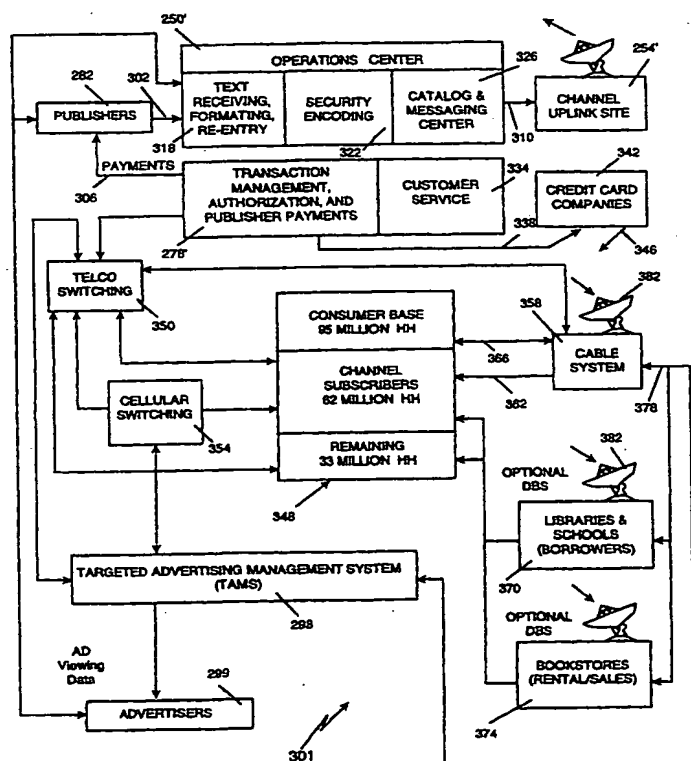 250'
OPERATIONS CENTER
326
282
302
PUBLISHERS
TEXT
RECEIVING,
FORMATING,
RE-ENTRY
318
SECURITY
ENCODING
322
CATALOG &
MESSAGING
CENTER
310
254'
CHANNEL
UPLINK SITE
PAYMENTS
306
TRANSACTION
MANAGEMENT,
AUTHORIZATION, AND
PUBLISHER PAYMENTS
278'
334
CUSTOMER
SERVICE
338
342
CREDIT CARD
COMPANIES
346
TELCO
SWITCHING
350
CONSUMER BASE
95 MILLION HH
366
358
382
CABLE
SYSTEM
378
CHANNEL
SUBSCRIBERS
62 MILLION HH
362
CELLULAR
SWITCHING
354
REMAINING
33 MILLION HH
348
OPTIONAL
DBS
382
LIBRARIES &
SCHOOLS
(BORROWERS)
370
TARGETED ADVERTISING MANAGEMENT SYSTEM
(TAMS)
298
OPTIONAL
DBS
BOOKSTORES
(RENTAL/SALES)
374
AD
Viewing
Data
299
ADVERTISERS
301